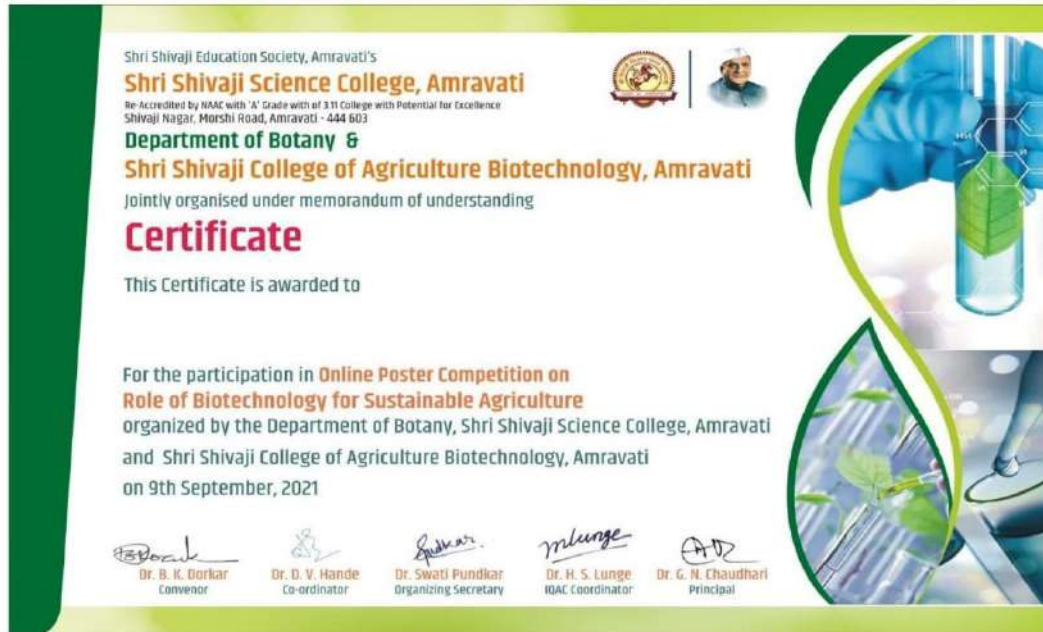 Shri Shivaji Education Society, Amravati's
Shri Shivaji Science College, Amravati
Re-Accredited by NAAC with 'A' Grade with of 3.11 College with Potential for Excellence
Shivaji Nagar, Morshi Road, Amravati - 444 603
Department of Botany &
Shri Shivaji College of Agriculture Biotechnology, Amravati
Jointly organised under memorandum of understanding
Certificate
This Certificate is awarded to
For the participation in Online Poster Competition on
Role of Biotechnology for Sustainable Agriculture
organized by the Department of Botany, Shri Shivaji Science College, Amravati
and Shri Shivaji College of Agriculture Biotechnology, Amravati
on 9th September, 2021
Dr. B. K. Dorkar Dr. D. V. Hande Dr. Swati Pundkar Dr. H. S. Lunge Dr. G. N. Chaudhari
Convenor Co-ordinator Organizing Secretary IQAC Coordinator Principal